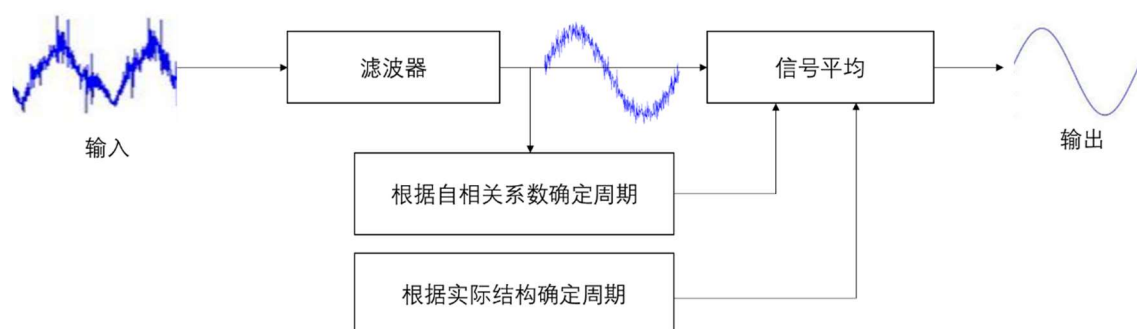 滤波器
信号平均
输入
输出
根据自相关系数确定周期
根据实际结构确定周期